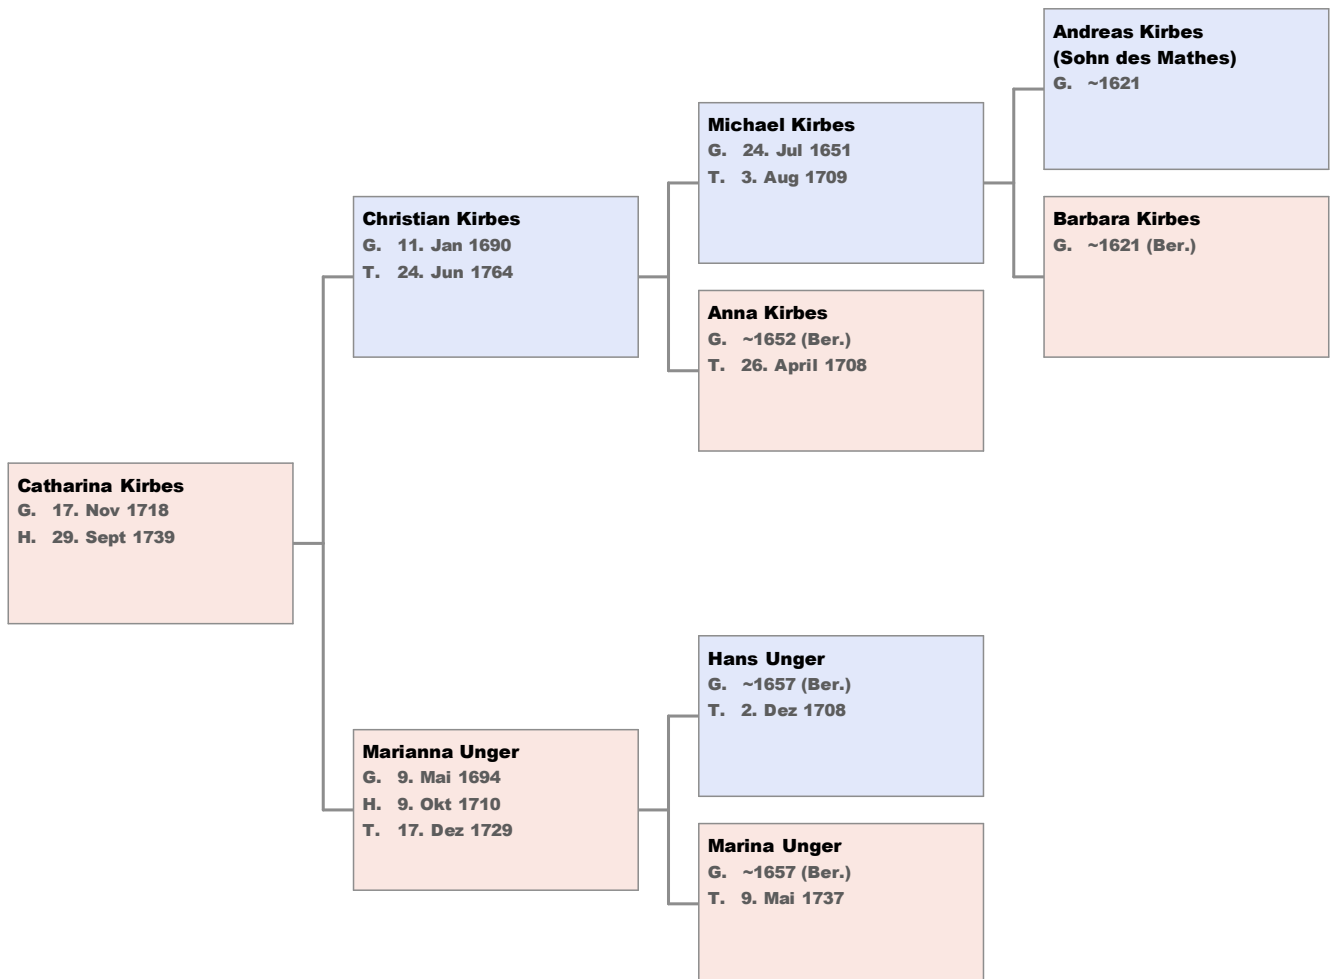 Andreas Kirbes
(Sohn des Mathes)
G. ~1621
Michael Kirbes
G. 24. Jul 1651
T. 3. Aug 1709
Christian Kirbes
G. 11. Jan 1690
T. 24. Jun 1764
Barbara Kirbes
G. ~1621 (Ber.)
Anna Kirbes
G. ~1652 (Ber.)
T. 26. April 1708
Catharina Kirbes
G. 17. Nov 1718
H. 29. Sept 1739
Hans Unger
G. ~1657 (Ber.)
T. 2. Dez 1708
Marianna Unger
G. 9. Mai 1694
H. 9. Okt 1710
T. 17. Dez 1729
Marina Unger
G. ~1657 (Ber.)
T. 9. Mai 1737